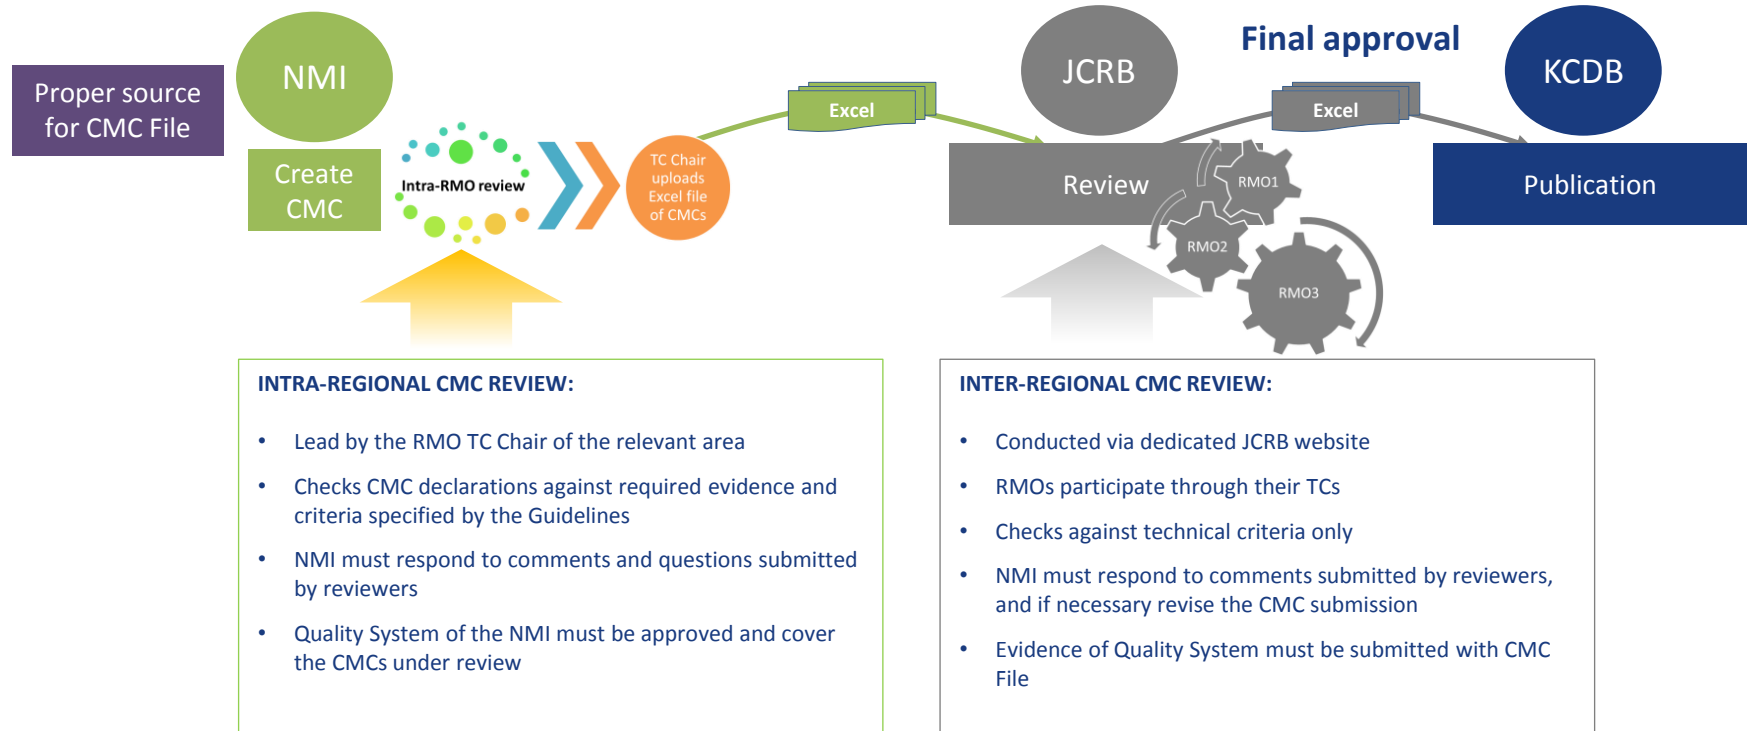 Proper source
for CMC File
NMI
Create
CMC
Intra-RMO review
TC Chair
uploads
Excel file
of CMCs
Excel
JCRB
Review
RMO1
RMO2
RMO3
Final approval
Excel
KCDB
Publication
INTRA-REGIONAL CMC REVIEW:
• Lead by the RMO TC Chair of the relevant area
• Checks CMC declarations against required evidence and
criteria specified by the Guidelines
• NMI must respond to comments and questions submitted
by reviewers
• Quality System of the NMI must be approved and cover
the CMCs under review
INTER-REGIONAL CMC REVIEW:
• Conducted via dedicated JCRB website
• RMOs participate through their TCs
• Checks against technical criteria only
• NMI must respond to comments submitted by reviewers,
and if necessary revise the CMC submission
• Evidence of Quality System must be submitted with CMC
File